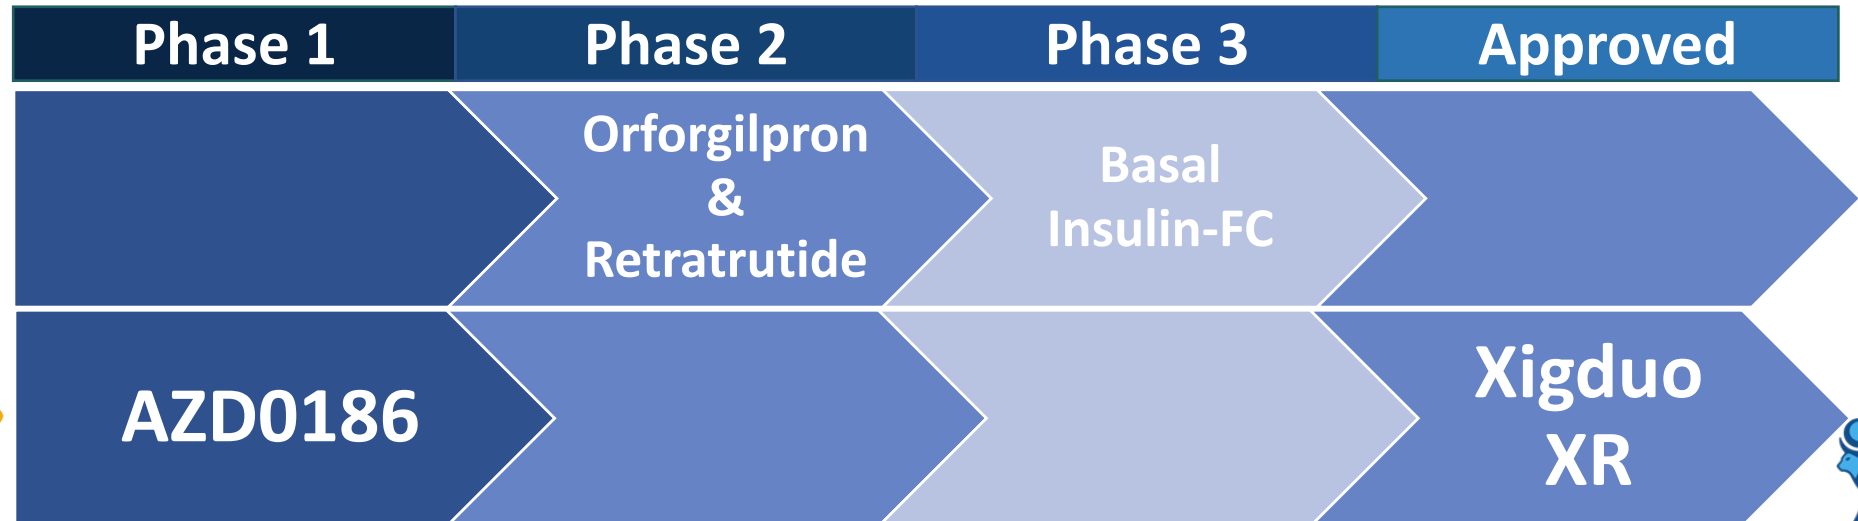 Phase 1
Phase 2
Phase 3
Approved
Orforgilpron
&
Retratrutide
Basal
Insulin-FC
AZD0186
Xigduo
XR